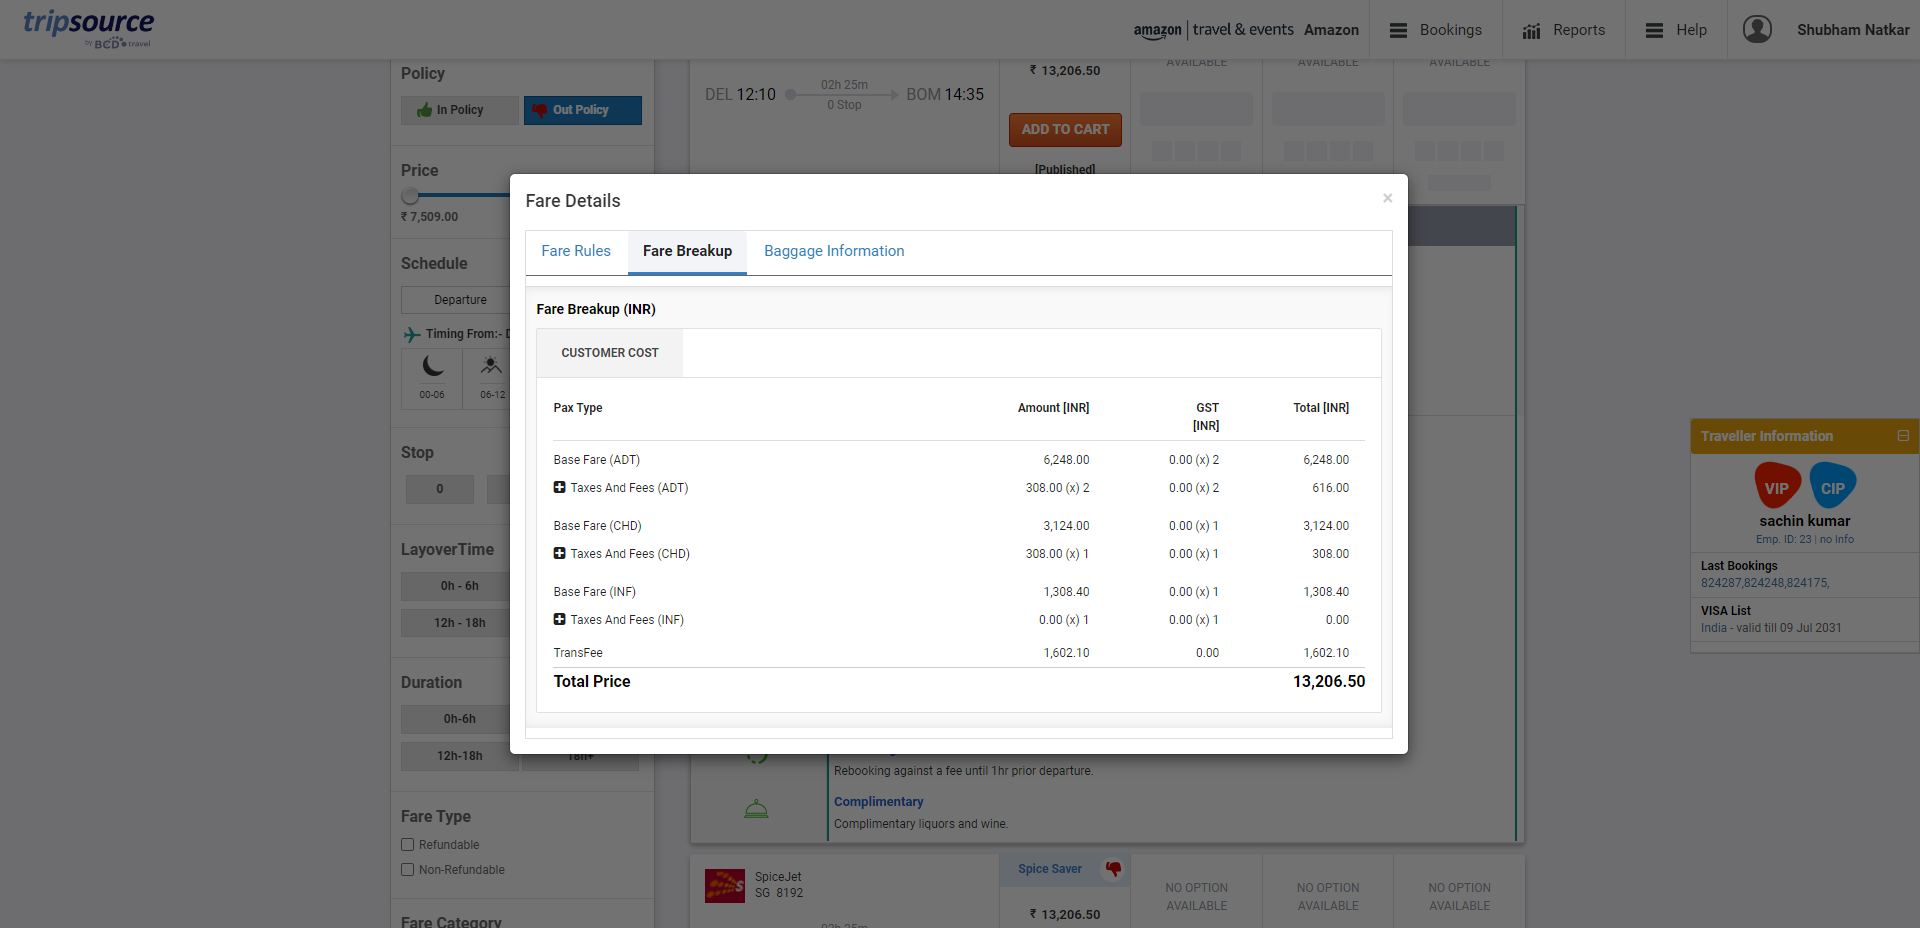 tripsource
by BCD travel
amazon | travel & events Amazon
Bookings
Reports
Help
Shubham Natkar
Policy
In Policy
Out Policy
Price
₹ 7,509.00
Schedule
Departure
Timing From:- D
00-06
06-12
Stop
0
LayoverTime
0h - 6h
12h - 18h
Duration
0h-6h
12h-18h
18h+
Fare Type
Refundable
Non-Refundable
Fare Category
DEL 12:10
02h 25m
0 Stop
BOM 14:35
₹ 13,206.50
ADD TO CART
[Published]
AVAILABLE
AVAILABLE
AVAILABLE
Fare Details
×
Fare Rules
Fare Breakup
Baggage Information
Fare Breakup (INR)
CUSTOMER COST
Pax Type Amount [INR] GST [INR] Total [INR]
Base Fare (ADT) 6,248.00 0.00 (x) 2 6,248.00
Taxes And Fees (ADT) 308.00 (x) 2 0.00 (x) 2 616.00
Base Fare (CHD) 3,124.00 0.00 (x) 1 3,124.00
Taxes And Fees (CHD) 308.00 (x) 1 0.00 (x) 1 308.00
Base Fare (INF) 1,308.40 0.00 (x) 1 1,308.40
Taxes And Fees (INF) 0.00 (x) 1 0.00 (x) 1 0.00
TransFee 1,602.10 0.00 1,602.10
Total Price 13,206.50
Rebooking against a fee until 1hr prior departure.
Complimentary
Complimentary liquors and wine.
SpiceJet
SG 8192
02h 25m
Spice Saver
₹ 13,206.50
NO OPTION
AVAILABLE
NO OPTION
AVAILABLE
NO OPTION
AVAILABLE
Traveller Information
VIP
CIP
sachin kumar
Emp. ID: 23 | no Info
Last Bookings
824287,824248,824175,
VISA List
India - valid till 09 Jul 2031